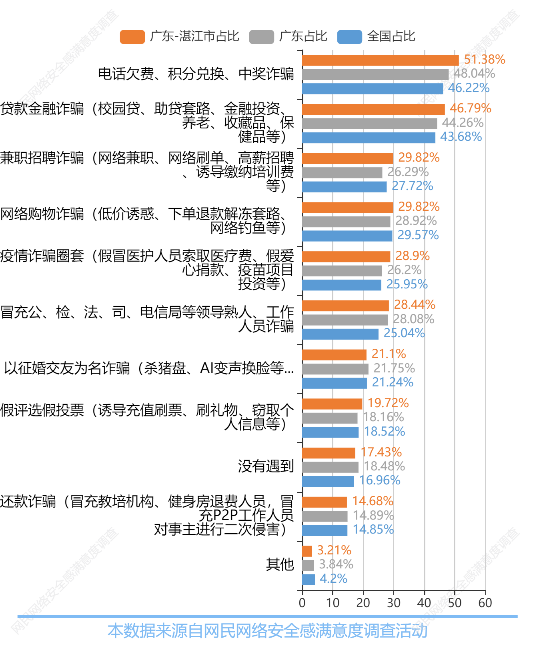 广东-湛江市占比 广东占比 全国占比
电话欠费、积分兑换、中奖诈骗
51.38%
48.04%
46.22%
贷款金融诈骗（校园贷、助贷套路、金融投资、
养老、收藏品、保
健品等）
46.79%
44.26%
43.68%
兼职招聘诈骗（网络兼职、网络刷单、高薪招聘
、诱导缴纳培训费
等）
29.82%
26.29%
27.72%
网络购物诈骗（低价诱惑、下单退款解冻套路、
网络钓鱼等）
29.82%
28.92%
29.57%
疫情诈骗圈套（假冒医护人员索取医疗费、假爱
心捐款、疫苗项目
投资等）
28.9%
26.2%
25.95%
冒充公、检、法、司、电信局等领导熟人、工作
人员诈骗
28.44%
28.08%
25.04%
以征婚交友为名诈骗（杀猪盘、AI变声换脸等...
21.1%
21.75%
21.24%
假评选假投票（诱导充值刷票、刷礼物、窃取个
人信息等）
19.72%
18.16%
18.52%
没有遇到
17.43%
18.48%
16.96%
还款诈骗（冒充教培机构、健身房退费人员，冒
充P2P工作人员
对事主进行二次侵害）
14.68%
14.89%
14.85%
其他
3.21%
3.84%
4.2%
0 10 20 30 40 50 60
本数据来源自网民网络安全感满意度调查活动